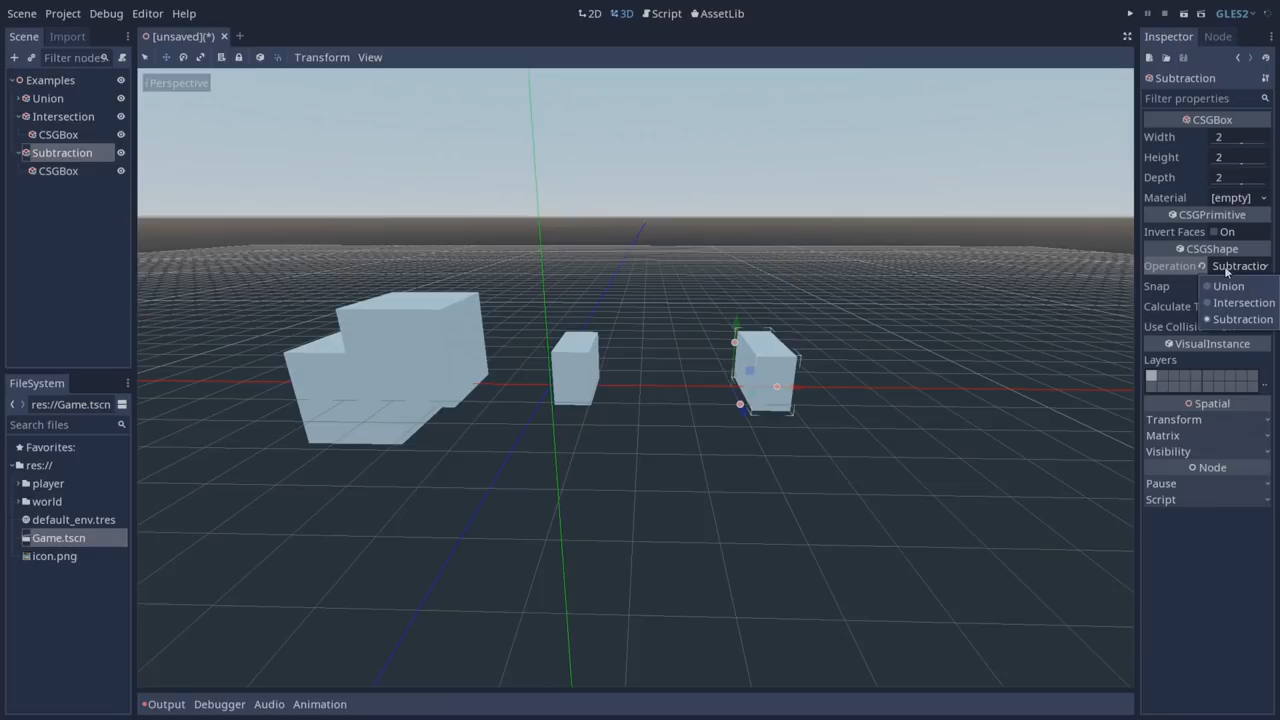 Scene Project Debug Editor Help
2D 3D Script AssetLib
GLES2
Scene Import
[unsaved](*)
Inspector Node
Filter nodes
Transform View
Subtraction
Examples
Perspective
Filter properties
Union
CSGBox
Intersection
Width 2
CSGBox
Height 2
Subtraction
Depth 2
CSGBox
Material [empty]
CSGPrimitive
Invert Faces On
CSGShape
Operation Subtractio
Snap Union
Intersection
Calculate T
Subtraction
Use Collisi
VisualInstance
Layers
..
FileSystem
res://Game.tscn
Spatial
Search files
Transform
Favorites:
Matrix
res://
Visibility
player
Node
world
Pause
default_env.tres
Script
Game.tscn
icon.png
Output Debugger Audio Animation